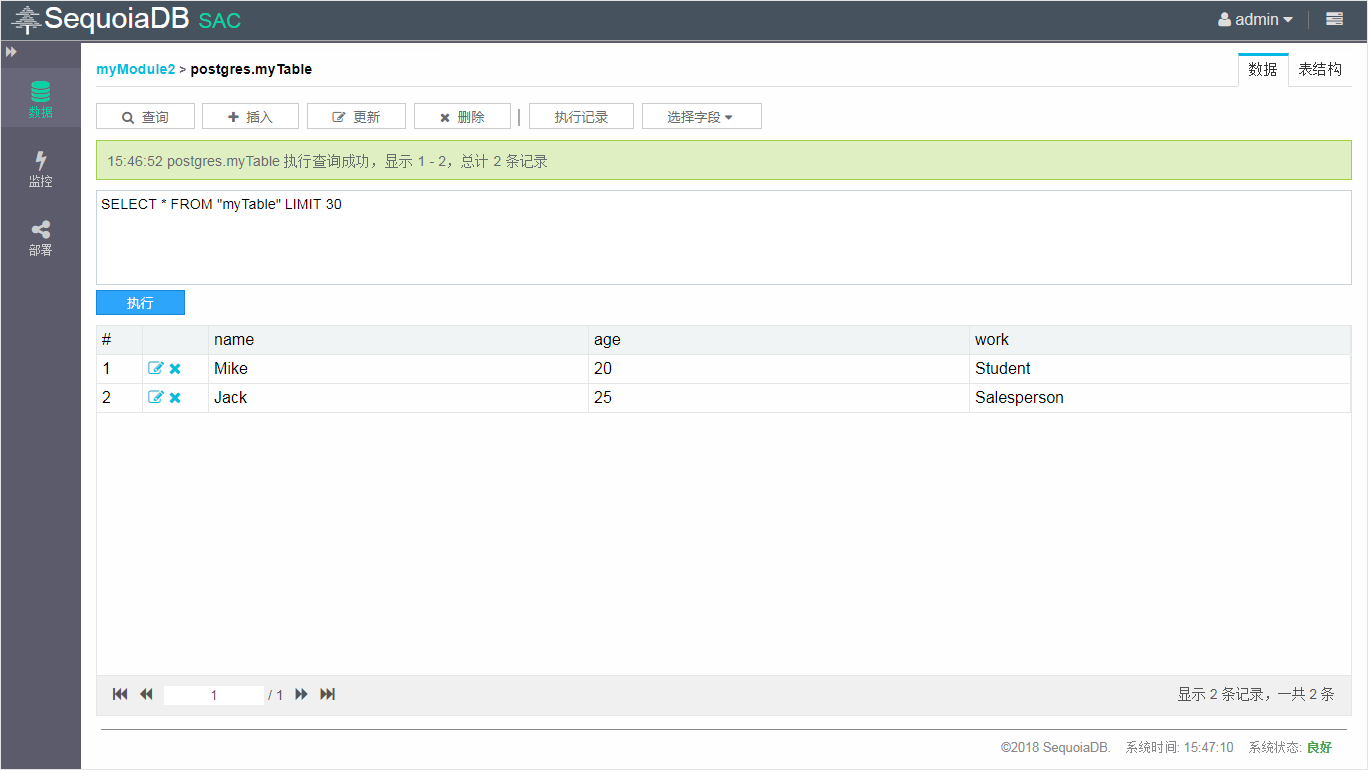 SequoiaDB SAC admin
myModule2 > postgres.myTable 数据 表结构
数据
监控
部署
查询 插入 更新 删除 | 执行记录 选择字段
15:46:52 postgres.myTable 执行查询成功，显示 1 - 2，总计 2 条记录
SELECT * FROM "myTable" LIMIT 30
执行
# name age work
1 Mike 20 Student
2 Jack 25 Salesperson
1 / 1 显示 2 条记录，一共 2 条
©2018 SequoiaDB. 系统时间: 15:47:10 系统状态: 良好